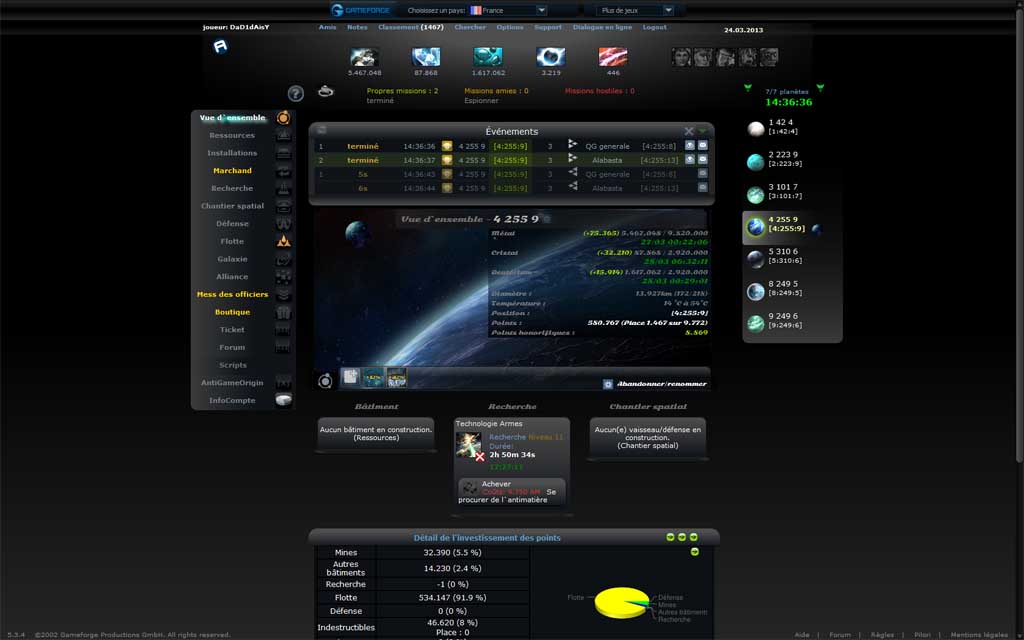 GAMEFORGE Choisissez un pays: France Plus de jeux
joueur: DaD1dAisY
Amis Notes Classement (1467) Chercher Options Support Dialogue en ligne Logout
24.03.2013
5.467.048 87.868 1.617.062 3.219 446
Propres missions : 2 Missions amies : 0 Missions hostiles : 0
terminé Espionner
7/7 planètes
14:36:36
Vue d`ensemble
Ressources
Installations
Marchand
Recherche
Chantier spatial
Défense
Flotte
Galaxie
Alliance
Mess des officiers
Boutique
Ticket
Forum
Scripts
AntiGameOrigin
InfoCompte
Événements
1 terminé 14:36:36 4 255 9 [4:255:9] 3 QG generale [4:255:8]
2 terminé 14:36:37 4 255 9 [4:255:9] 3 Alabasta [4:255:13]
1 5s 14:36:43 4 255 9 [4:255:9] 3 QG generale [4:255:8]
6s 14:36:44 4 255 9 [4:255:9] 3 Alabasta [4:255:13]
Vue d`ensemble - 4 255 9
Métal (+75.365) 5.467.048 / 9.820.000
27/03 00:22:06
Cristal (+32.210) 87.868 / 2.920.000
28/03 06:32:11
Deutérium (+15.914) 1.617.062 / 2.920.000
28/03 00:29:01
Diamètre : 13.927km (172/218)
Température : 14 °C à 54°C
Position : [4:255:9]
Points : 580.767 (Place 1.467 sur 9.772)
Points honorifiques : 8.869
Abandonner/renommer
1 42 4
[1:42:4]
2 223 9
[2:223:9]
3 101 7
[3:101:7]
4 255 9
[4:255:9]
5 310 6
[5:310:6]
8 249 5
[8:249:5]
9 249 6
[9:249:6]
Bâtiment Recherche Chantier spatial
Aucun bâtiment en construction.
(Ressources)
Technologie Armes
Recherche Niveau 11
Durée:
2h 50m 34s
17:27:11
Achever
Coûts: 9.750 AM Se
procurer de l`antimatière
Aucun(e) vaisseau/défense en
construction.
(Chantier spatial)
Détail de l'investissement des points
Mines 32.390 (5.5 %)
Autres
bâtiments 14.230 (2.4 %)
Recherche -1 (0 %)
Flotte 534.147 (91.9 %)
Défense 0 (0 %)
Indestructibles 46.620 (8 %)
Place : 0
Flotte
Défense
Mines
Autres bâtiments
Recherche
5.3.4 ©2002 Gameforge Productions GmbH. All rights reserved.
Aide | Forum | Règles | Pilori | Mentions légales